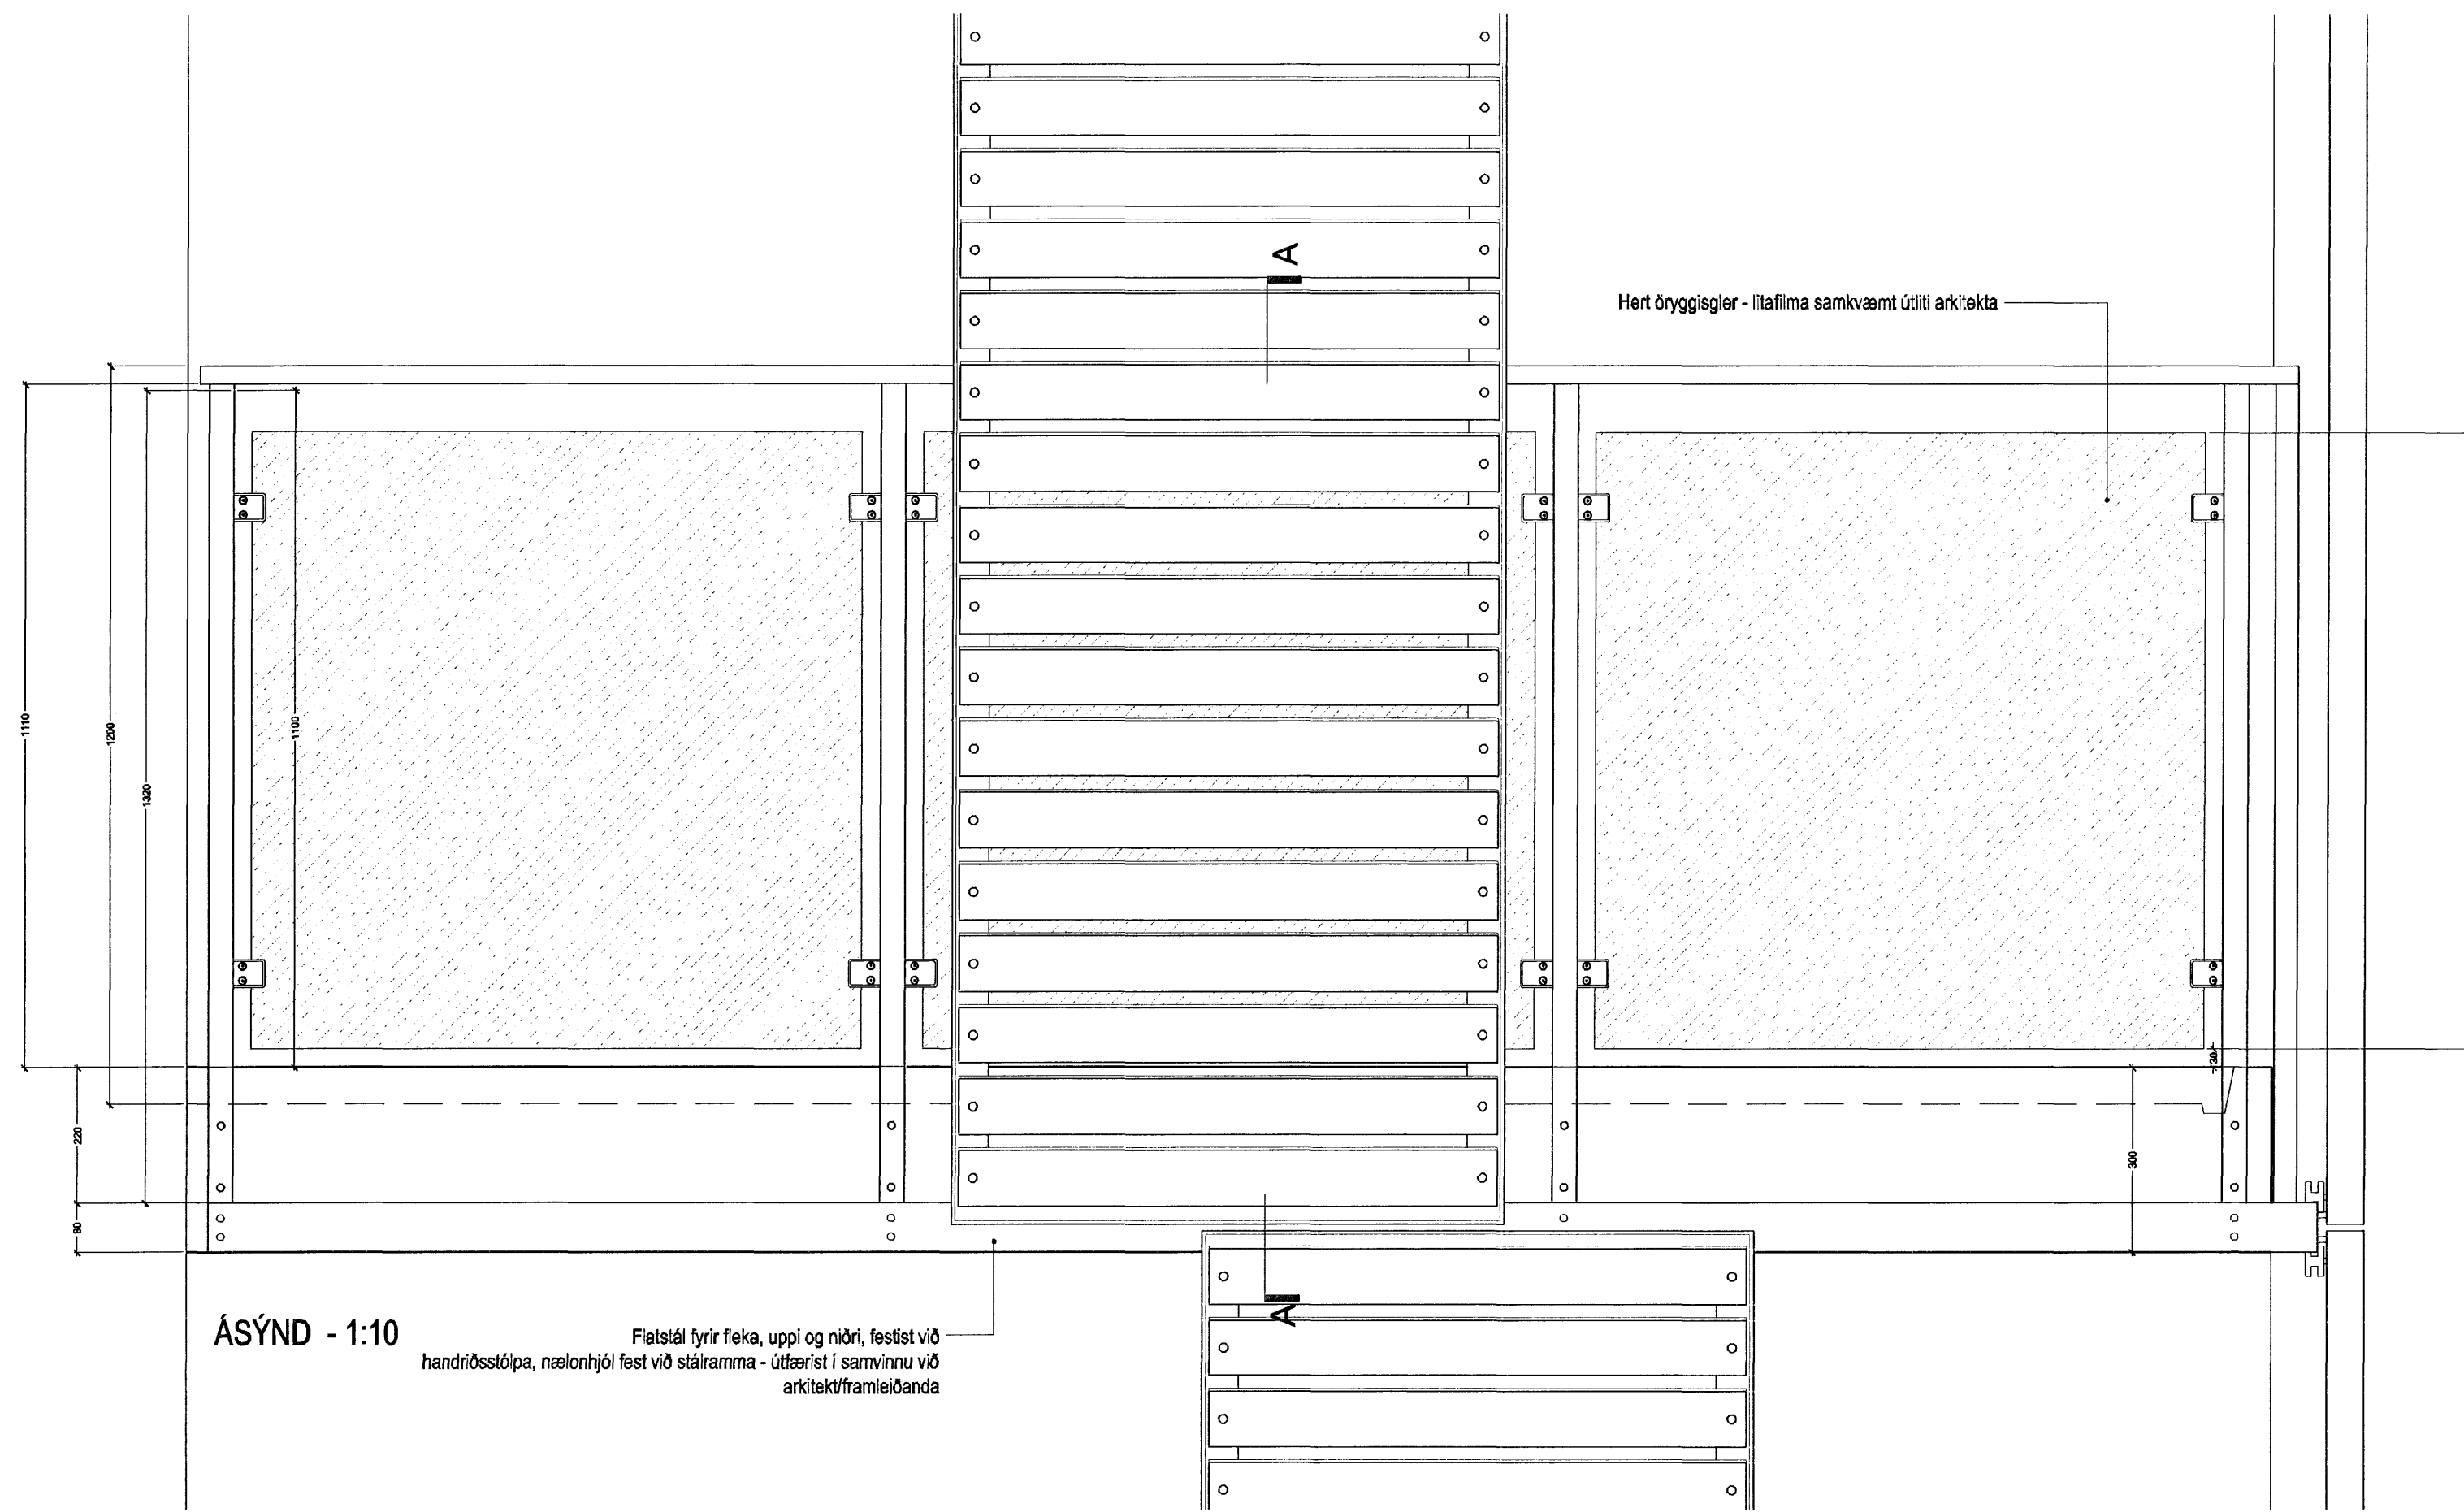 A
Hert öryggisgler - litafilma samkvæmt útliti arkitekta
1110
1200
1320
1100
220
80
30
300
A
ÁSÝND - 1:10
Flatstál fyrir fleka, uppi og niðri, festist við
handriðsstólpa, nælonhjól fest við stálramma - útfærist í samvinnu við
arkitekt/framleiðanda